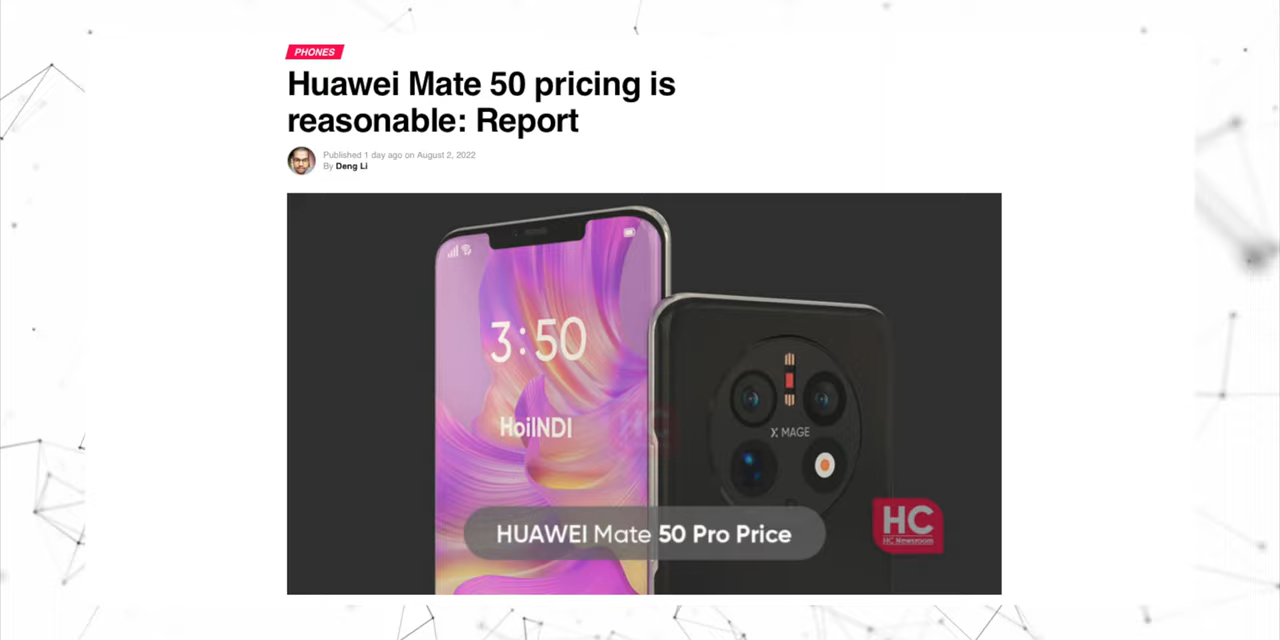 PHONES
Huawei Mate 50 pricing is
reasonable: Report
Published 1 day ago on August 2, 2022
By Deng Li
3:50
HoiINDI
HC
X MAGE
HUAWEI Mate 50 Pro Price
HC
HC Newsroom